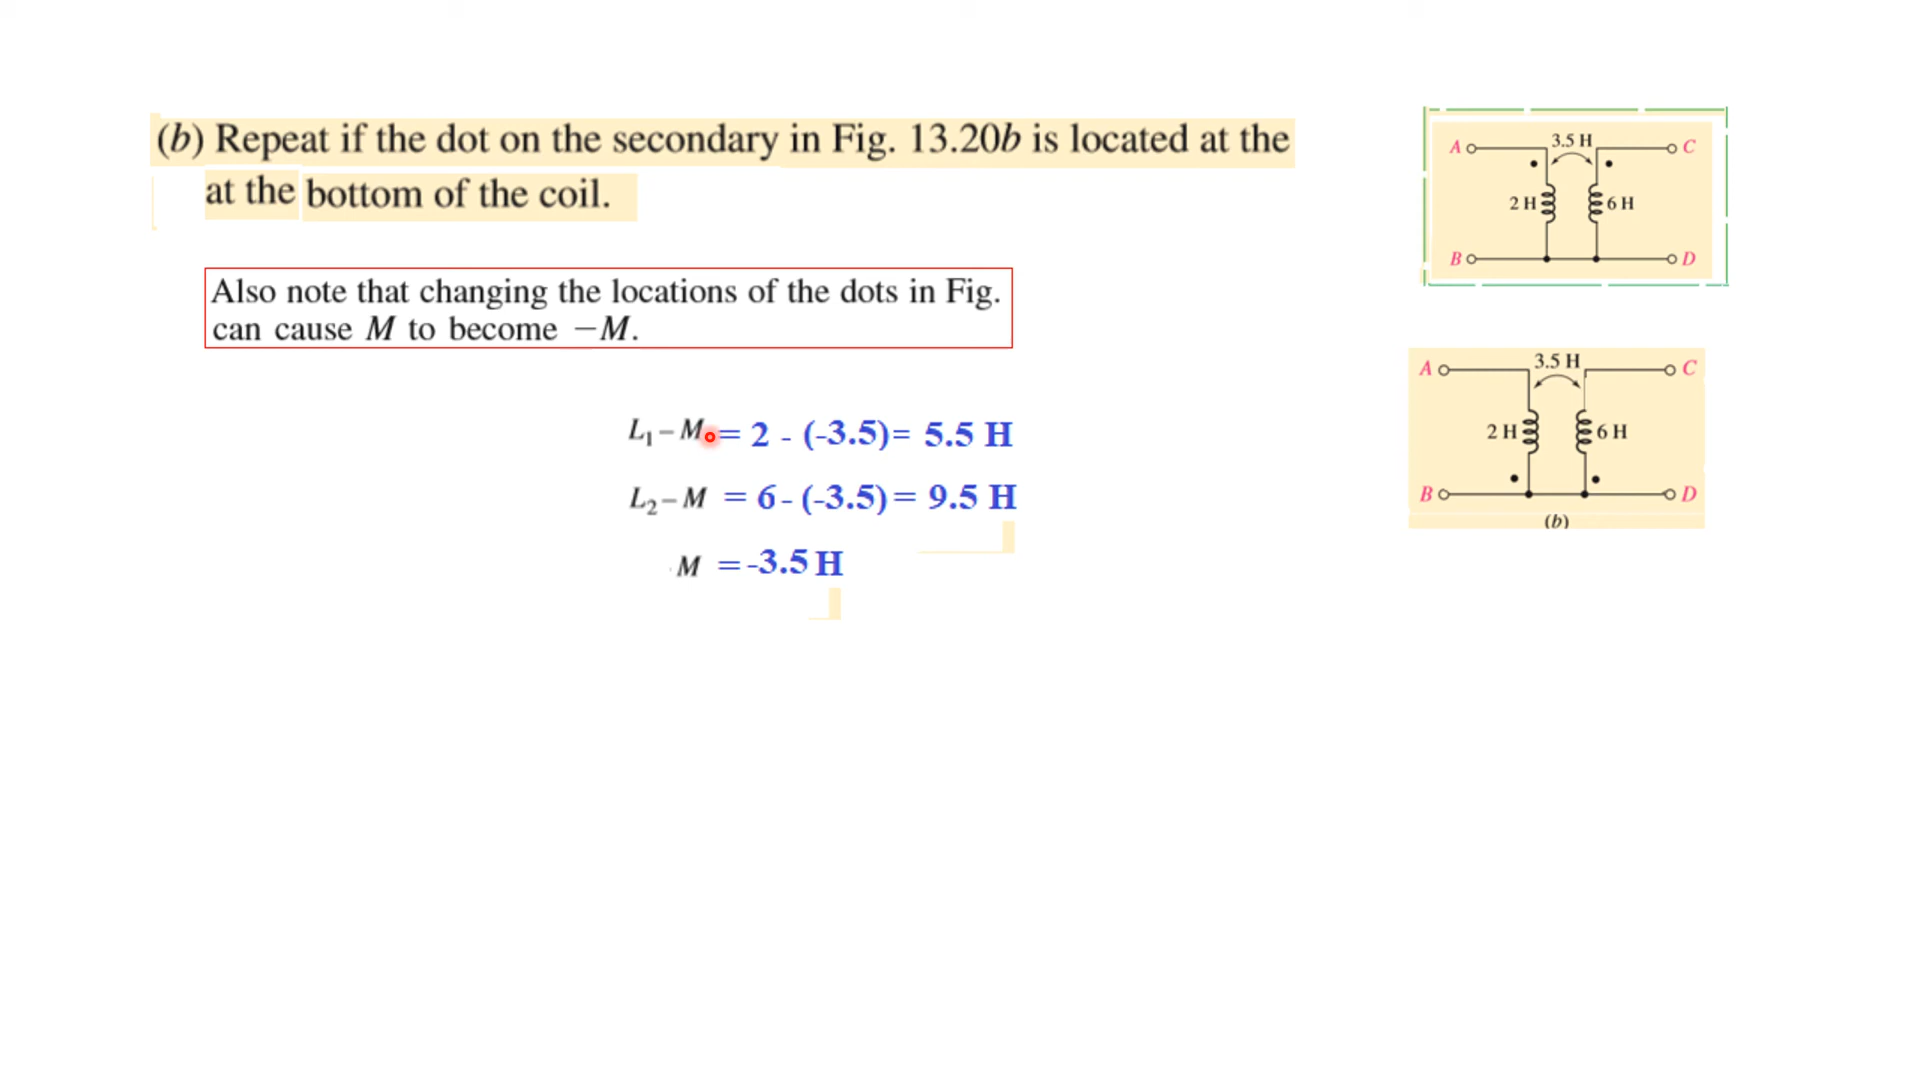 (b) Repeat if the dot on the secondary in Fig. 13.20b is located at the
at the bottom of the coil.
Also note that changing the locations of the dots in Fig.
can cause M to become −M.
L₁ − M = 2 - (-3.5)= 5.5 H
L₂ − M = 6 - (-3.5) = 9.5 H
M = -3.5 H
3.5 H
A
C
2 H
6 H
B
D
3.5 H
A
C
2 H
6 H
B
D
(b)